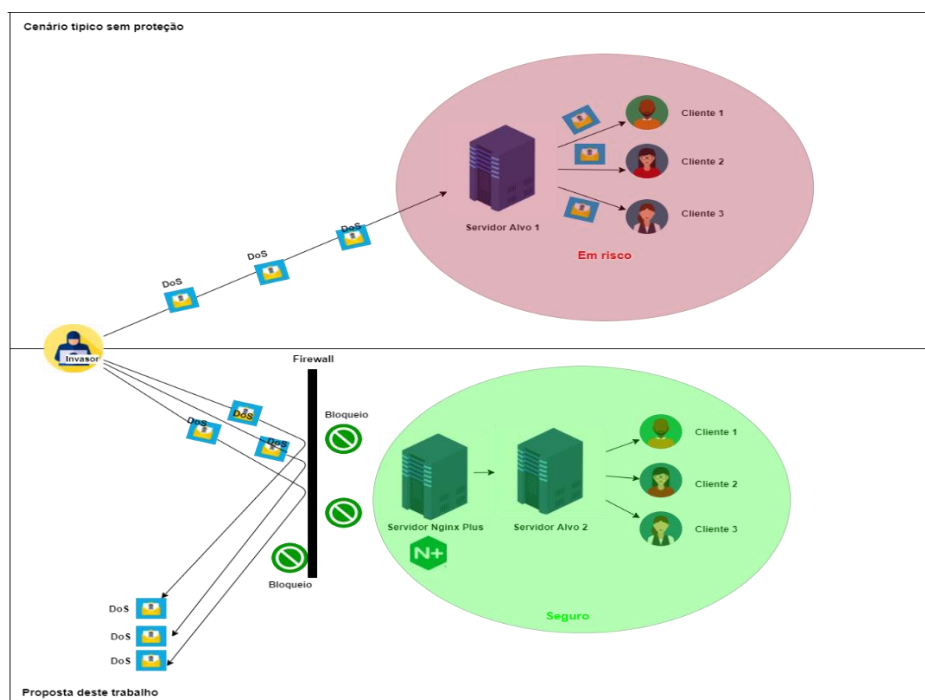 Cenário típico sem proteção
Cliente 1
Cliente 2
Servidor Alvo 1
Cliente 3
DoS
DoS
DoS
Em risco
Invasor
Firewall
Bloqueio
DoS
DoS
DoS
Cliente 1
Cliente 2
Servidor Nginx Plus
Servidor Alvo 2
Cliente 3
N+
Bloqueio
DoS
DoS
DoS
Seguro
Proposta deste trabalho